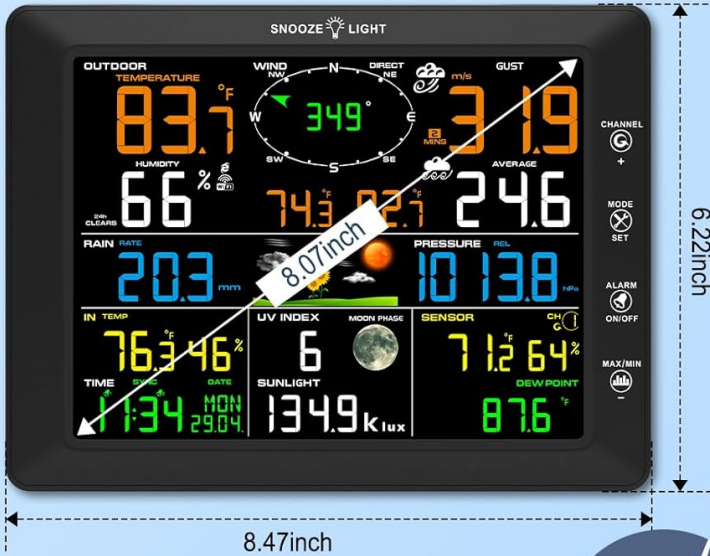 SNOOZE LIGHT
OUTDOOR
TEMPERATURE
83.7 °F
HUMIDITY
66 %
WiFi
24h CLEARS
WIND
DIRECT
N
NE
E
SE
S
SW
W
NW
349°
GUST
m/s
2 MINS
31.9
AVERAGE
24.6
74.3 °F
RAIN RATE
20.3 mm
8.07inch
PRESSURE REL
1013.8 hPa
IN TEMP
76.3 °F 46%
UV INDEX
6
MOON PHASE
SENSOR
CH
71.2 °F 64%
TIME SYNC DATE
11:34 MON
29.04.
SUNLIGHT
134.9 k lux
DEW POINT
87.6 °F
CHANNEL
+
MODE
SET
ALARM
ON/OFF
MAX/MIN
−
6.22inch
8.47inch